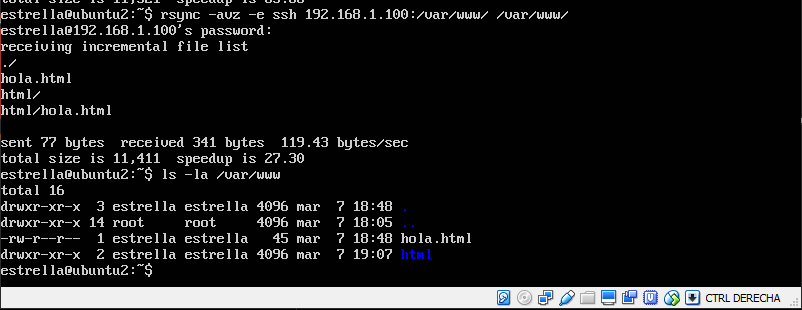 total size is 11,321 speedup is 63.60
estrella@ubuntu2:~$ rsync -avz -e ssh 192.168.1.100:/var/www/ /var/www/
estrella@192.168.1.100's password:
receiving incremental file list
./
hola.html
html/
html/hola.html
sent 77 bytes  received 341 bytes  119.43 bytes/sec
total size is 11,411  speedup is 27.30
estrella@ubuntu2:~$ ls -la /var/www
total 16
drwxr-xr-x  3 estrella estrella 4096 mar  7 18:48 .
drwxr-xr-x 14 root     root     4096 mar  7 18:05 ..
-rw-r--r--  1 estrella estrella   45 mar  7 18:48 hola.html
drwxr-xr-x  2 estrella estrella 4096 mar  7 19:07 html
estrella@ubuntu2:~$
CTRL DERECHA